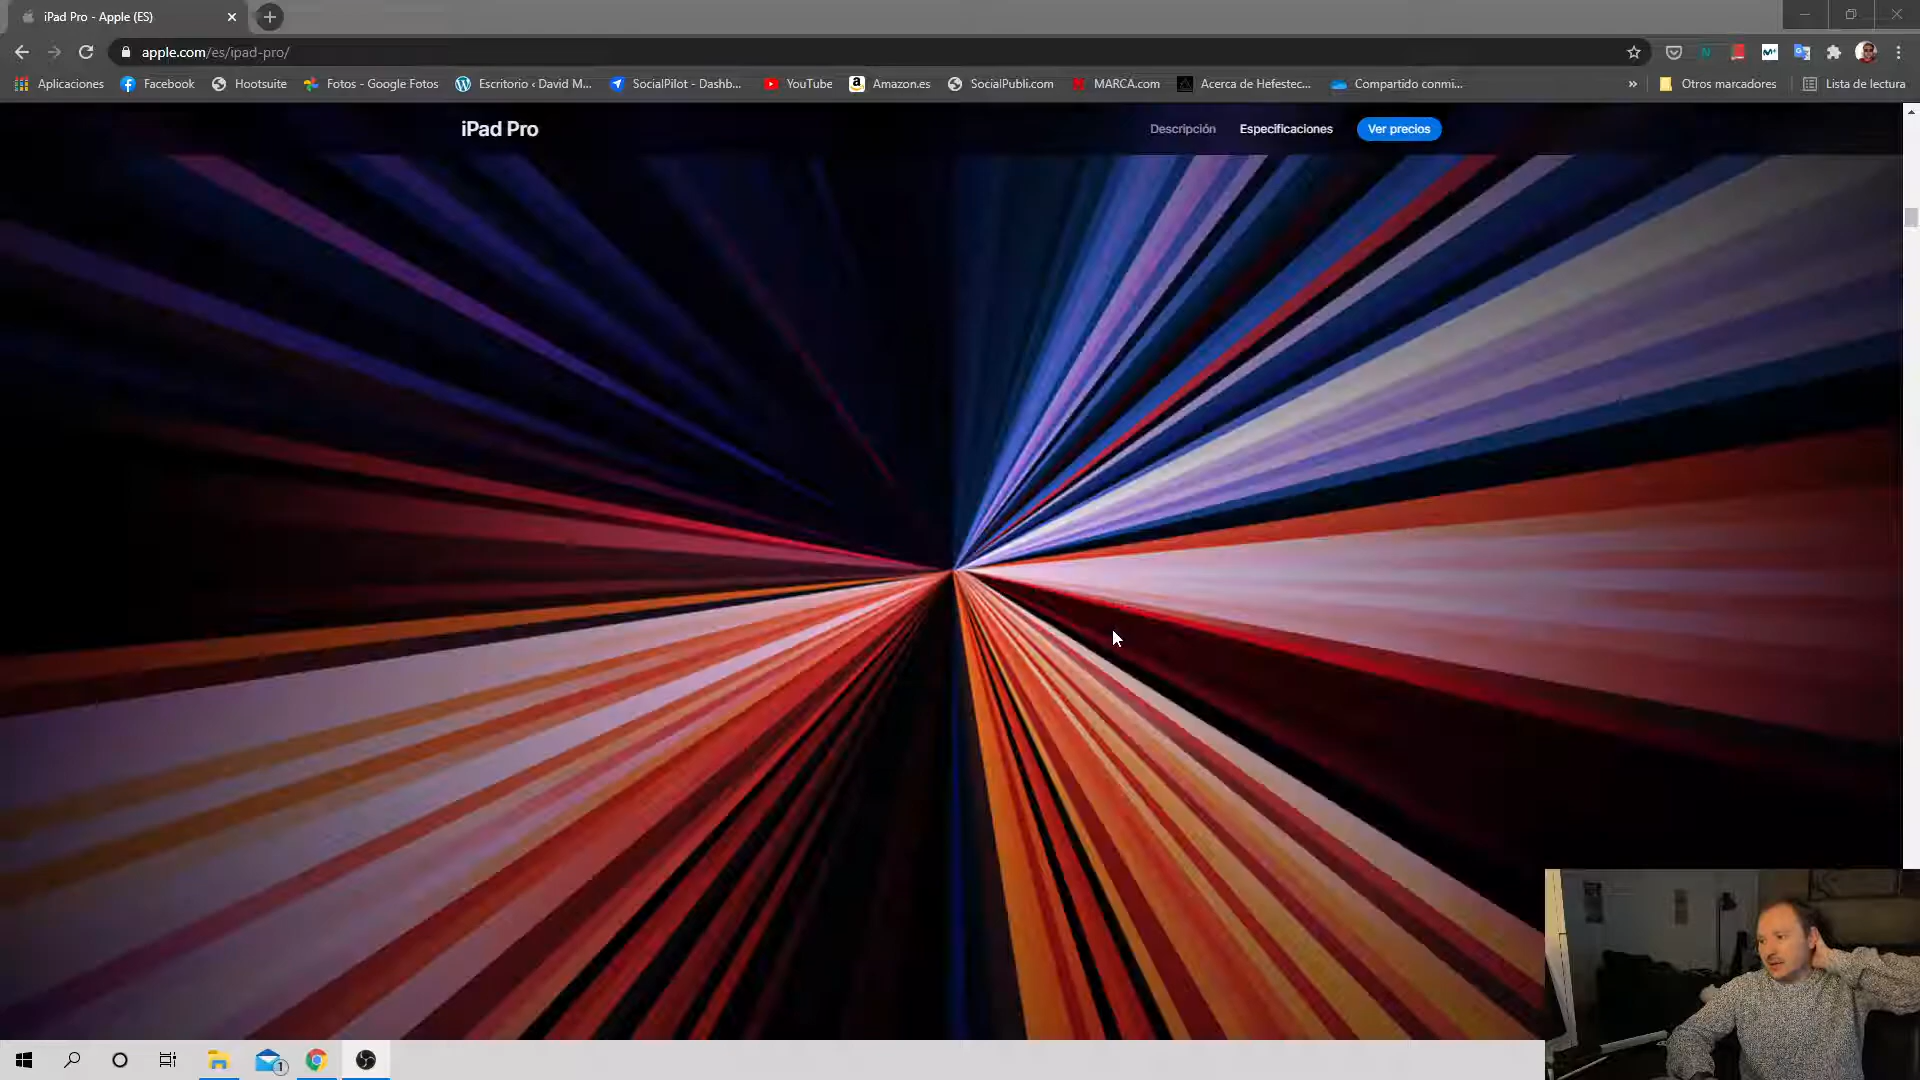 iPad Pro - Apple (ES)
apple.com/es/ipad-pro/
Aplicaciones
Facebook
Hootsuite
Fotos - Google Fotos
Escritorio ‹ David M...
SocialPilot - Dashb...
YouTube
Amazon.es
SocialPubli.com
MARCA.com
Acerca de Hefestec...
Compartido conmi...
»
Otros marcadores
Lista de lectura
iPad Pro
Descripción
Especificaciones
Ver precios
1